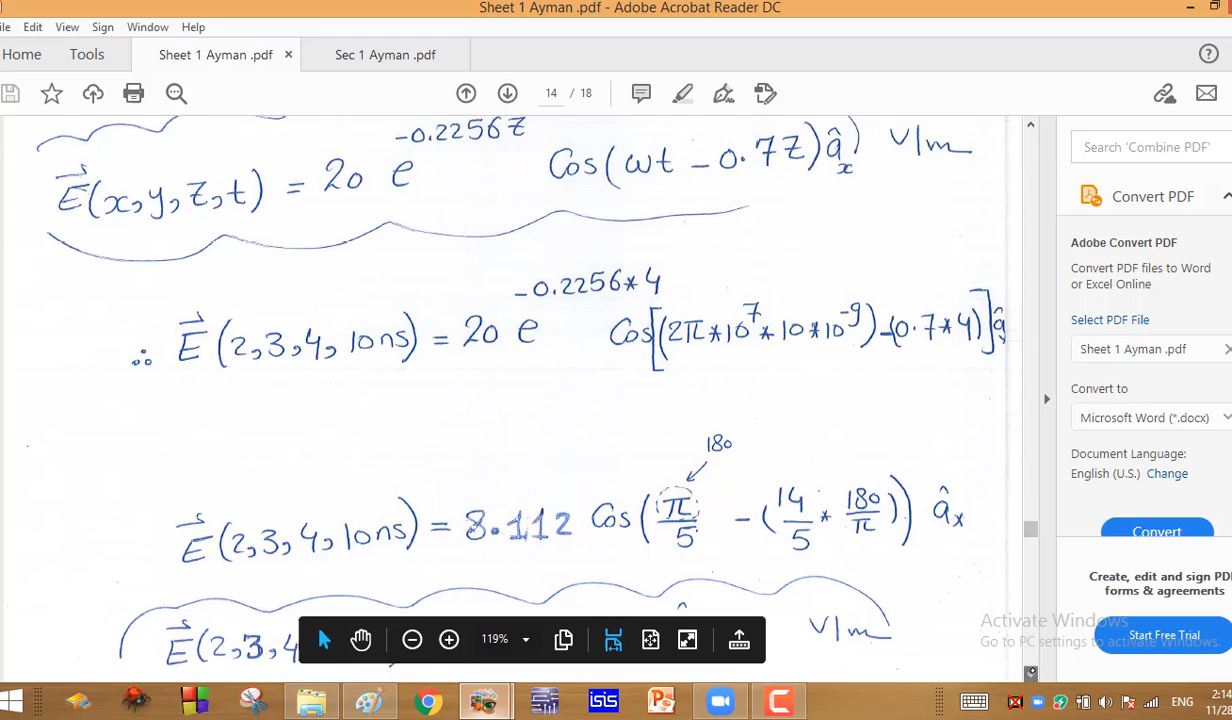 Sheet 1 Ayman .pdf - Adobe Acrobat Reader DC
ile Edit View Sign Window Help
Home Tools Sheet 1 Ayman .pdf × Sec 1 Ayman.pdf
14 / 18
E⃗(x,y,z,t) = 20 e^{-0.2256z} Cos(ωt - 0.7z) â_x V/m
∴ E⃗(2,3,4,10ns) = 20 e^{-0.2256*4} Cos[(2π*10^7*10*10^{-9}) - (0.7*4)] â
180
E⃗(2,3,4,10ns) = 8.112 Cos(π/5 - (14/5 * 180/π)) â_x
E⃗(2,3,4 V/m
119%
Search 'Combine PDF'
Convert PDF
Adobe Convert PDF
Convert PDF files to Word
or Excel Online
Select PDF File
Sheet 1 Ayman .pdf ×
Convert to
Microsoft Word (*.docx)
Document Language:
English (U.S.) Change
Convert
Create, edit and sign PDF
forms & agreements
Start Free Trial
Activate Windows
Go to PC settings to activate Windows.
isis
ENG
2:14
11/28